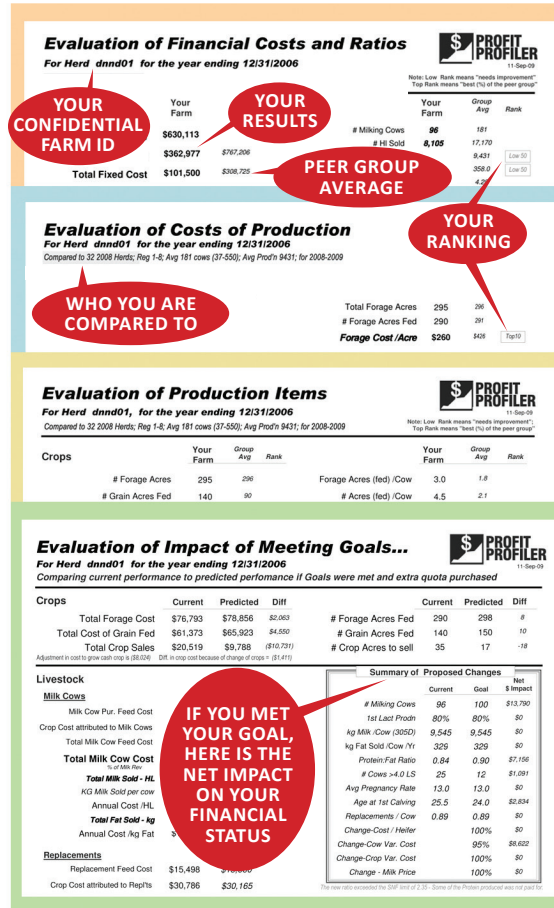 Evaluation of Financial Costs and Ratios
For Herd dnnd01 for the year ending 12/31/2006
$ PROFIT PROFILER
11-Sep-09
Note: Low Rank means "needs improvement"
Top Rank means "best (%) of the peer group"
YOUR
CONFIDENTIAL
FARM ID
Your
Farm
YOUR
RESULTS
Your Farm Group Avg Rank
$630,113 # Milking Cows 96 181
# Hl Sold 8,105 17,170
$362,977 $767,206 9,431 Low 50
Total Fixed Cost $101,500 $308,725 358.0 Low 50
PEER GROUP
AVERAGE
YOUR
RANKING
Evaluation of Costs of Production
For Herd dnnd01 for the year ending 12/31/2006
Compared to 32 2008 Herds; Reg 1-8; Avg 181 cows (37-550); Avg Prod'n 9431; for 2008-2009
WHO YOU ARE
COMPARED TO
Total Forage Acres 295 296
# Forage Acres Fed 290 291
Forage Cost /Acre $260 $426 Top10
Evaluation of Production Items
For Herd dnnd01, for the year ending 12/31/2006
Compared to 32 2008 Herds; Reg 1-8; Avg 181 cows (37-550); Avg Prod'n 9431; for 2008-2009
$ PROFIT PROFILER
11-Sep-09
Note: Low Rank means "needs improvement";
Top Rank means "best (%) of the peer group"
Crops Your Farm Group Avg Rank Your Farm Group Avg Rank
# Forage Acres 295 296 Forage Acres (fed) /Cow 3.0 1.8
# Grain Acres Fed 140 90 # Acres (fed) /Cow 4.5 2.1
Evaluation of Impact of Meeting Goals...
For Herd dnnd01 for the year ending 12/31/2006
Comparing current performance to predicted perfomance if Goals were met and extra quota purchased
$ PROFIT PROFILER
11-Sep-09
Crops Current Predicted Diff Current Predicted Diff
Total Forage Cost $76,793 $78,856 $2,063 # Forage Acres Fed 290 298 8
Total Cost of Grain Fed $61,373 $65,923 $4,550 # Grain Acres Fed 140 150 10
Total Crop Sales $20,519 $9,788 ($10,731) # Crop Acres to sell 35 17 -18
Adjustment in cost to grow cash crop is ($8,024) Diff. in crop cost because of change of crops = ($1,411)
Livestock
Milk Cows
Milk Cow Pur. Feed Cost
Crop Cost attributed to Milk Cows
Total Milk Cow Feed Cost
Total Milk Cow Cost
% of Milk Rev
Total Milk Sold - HL
KG Milk Sold per cow
Annual Cost /HL
Total Fat Sold - kg
Annual Cost /kg Fat $
Replacements
Replacement Feed Cost $15,498
Crop Cost attributed to Repl'ts $30,786 $30,165
IF YOU MET
YOUR GOAL,
HERE IS THE
NET IMPACT
ON YOUR
FINANCIAL
STATUS
Summary of Proposed Changes
Current Goal Net $ Impact
# Milking Cows 96 100 $13,790
1st Lact Prodn 80% 80% $0
kg Milk /Cow (305D) 9,545 9,545 $0
kg Fat Sold /Cow /Yr 329 329 $0
Protein:Fat Ratio 0.84 0.90 $7,156
# Cows >4.0 LS 25 12 $1,091
Avg Pregnancy Rate 13.0 13.0 $0
Age at 1st Calving 25.5 24.0 $2,834
Replacements / Cow 0.89 0.89 $0
Change-Cost / Heifer 100% $0
Change-Cow Var. Cost 95% $8,622
Change-Crop Var. Cost 100% $0
Change - Milk Price 100% $0
The new ratio exceeded the SNF limit of 2.35 - Some of the Protein produced was not paid for.